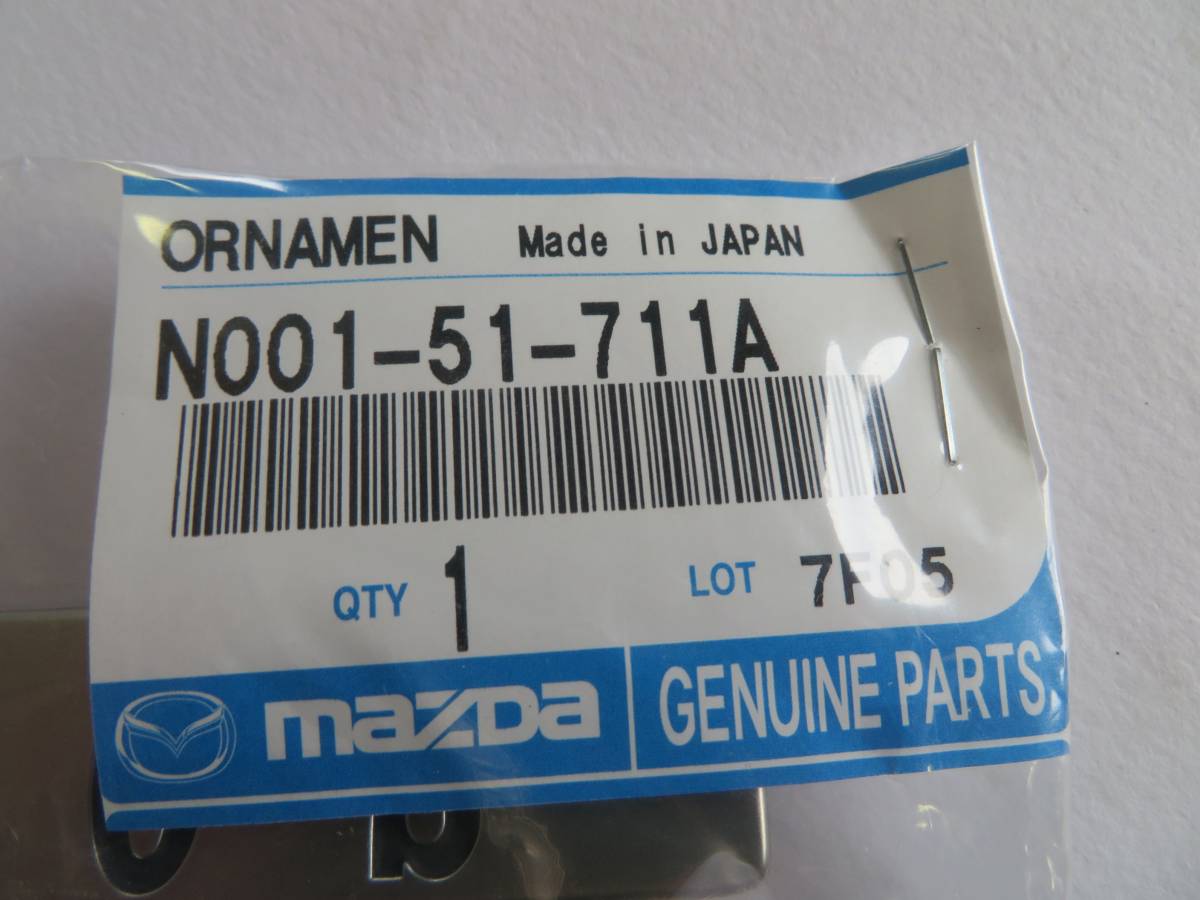 ORNAMEN Made in JAPAN
N001-51-711A
QTY 1 LOT 7F05
mazda GENUINE PARTS